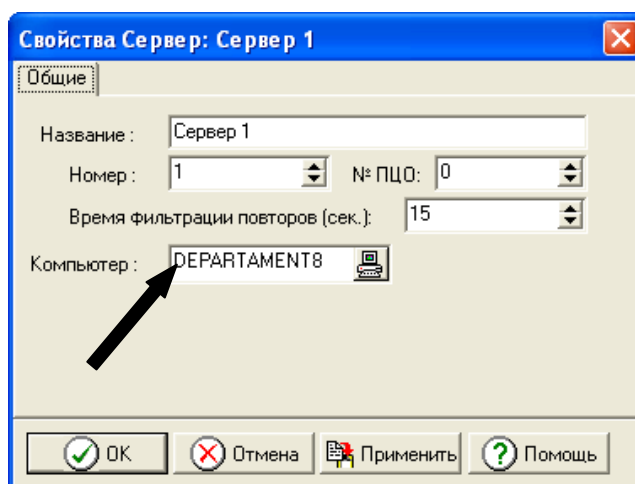 Свойства Сервер: Сервер 1
Общие
Название : Сервер 1
Номер : 1 № ПЦО: 0
Время фильтрации повторов (сек.): 15
Компьютер : DEPARTAMENT8
OK Отмена Применить Помощь